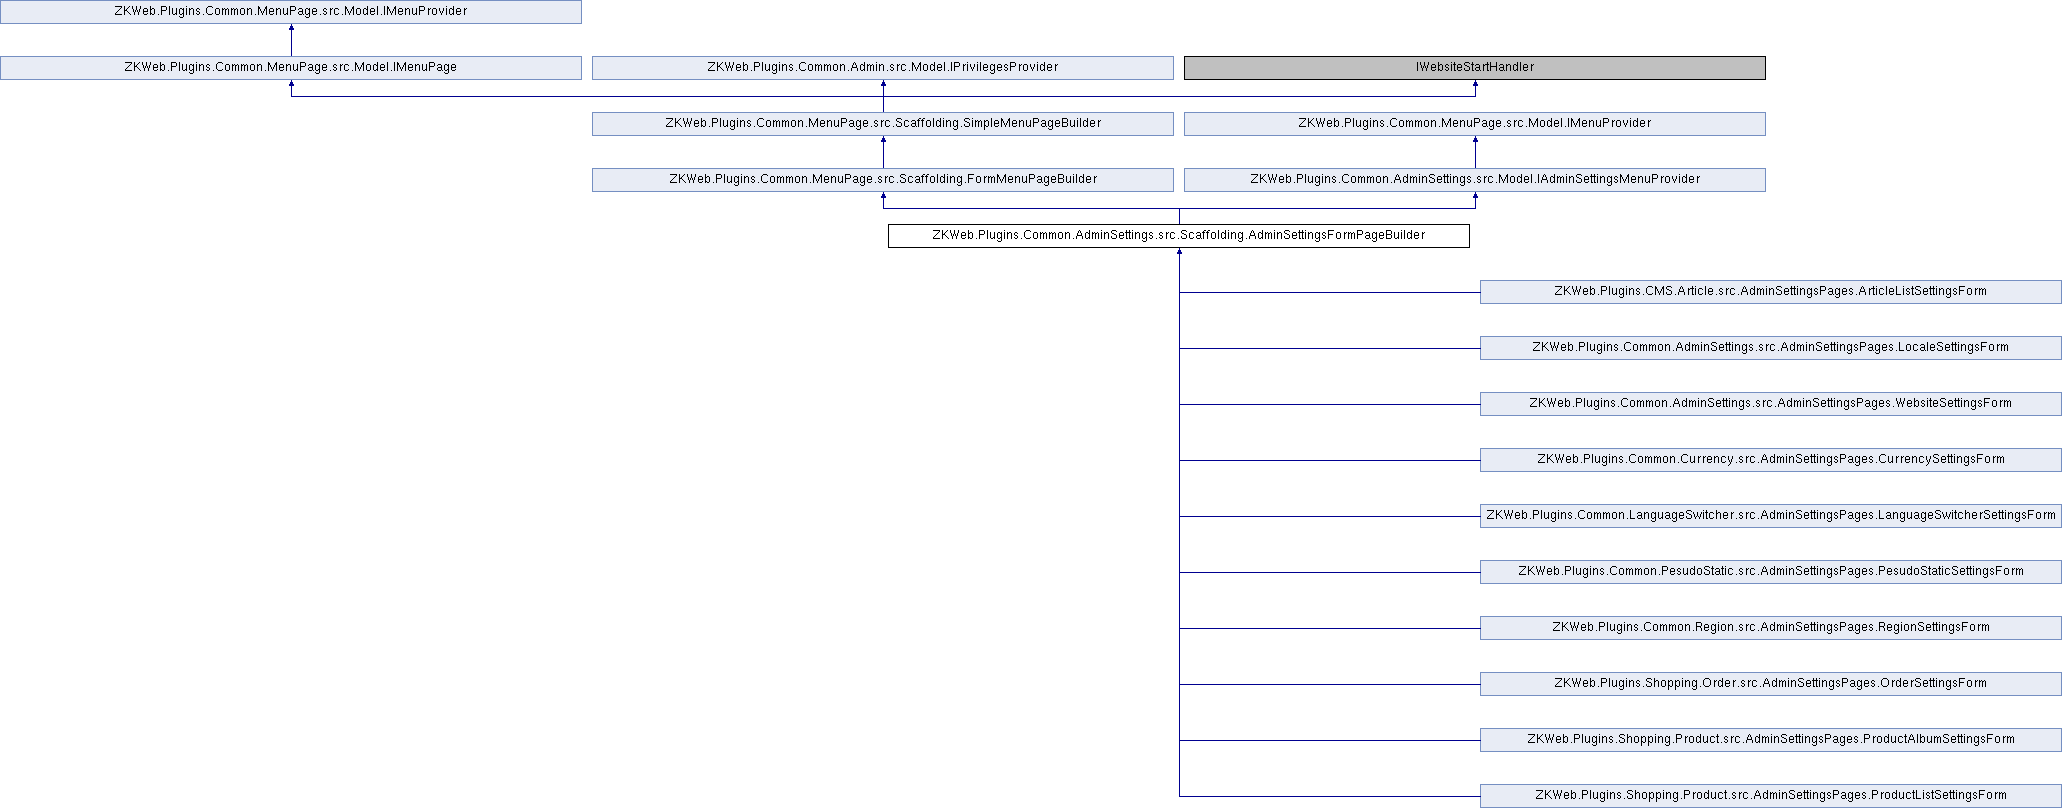 ZKWeb.Plugins.Common.MenuPage.src.Model.IMenuProvider
ZKWeb.Plugins.Common.MenuPage.src.Model.IMenuPage
ZKWeb.Plugins.Common.Admin.src.Model.IPrivilegesProvider
IWebsiteStartHandler
ZKWeb.Plugins.Common.MenuPage.src.Scaffolding.SimpleMenuPageBuilder
ZKWeb.Plugins.Common.MenuPage.src.Model.IMenuProvider
ZKWeb.Plugins.Common.MenuPage.src.Scaffolding.FormMenuPageBuilder
ZKWeb.Plugins.Common.AdminSettings.src.Model.IAdminSettingsMenuProvider
ZKWeb.Plugins.Common.AdminSettings.src.Scaffolding.AdminSettingsFormPageBuilder
ZKWeb.Plugins.CMS.Article.src.AdminSettingsPages.ArticleListSettingsForm
ZKWeb.Plugins.Common.AdminSettings.src.AdminSettingsPages.LocaleSettingsForm
ZKWeb.Plugins.Common.AdminSettings.src.AdminSettingsPages.WebsiteSettingsForm
ZKWeb.Plugins.Common.Currency.src.AdminSettingsPages.CurrencySettingsForm
ZKWeb.Plugins.Common.LanguageSwitcher.src.AdminSettingsPages.LanguageSwitcherSettingsForm
ZKWeb.Plugins.Common.PesudoStatic.src.AdminSettingsPages.PesudoStaticSettingsForm
ZKWeb.Plugins.Common.Region.src.AdminSettingsPages.RegionSettingsForm
ZKWeb.Plugins.Shopping.Order.src.AdminSettingsPages.OrderSettingsForm
ZKWeb.Plugins.Shopping.Product.src.AdminSettingsPages.ProductAlbumSettingsForm
ZKWeb.Plugins.Shopping.Product.src.AdminSettingsPages.ProductListSettingsForm